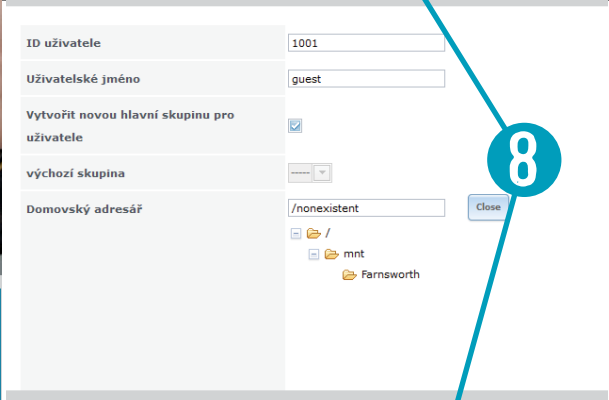 ID uživatele 1001
Uživatelské jméno guest
Vytvořit novou hlavní skupinu pro
uživatele
výchozí skupina -----
Domovský adresář /nonexistent Close
/
mnt
Farnsworth
8